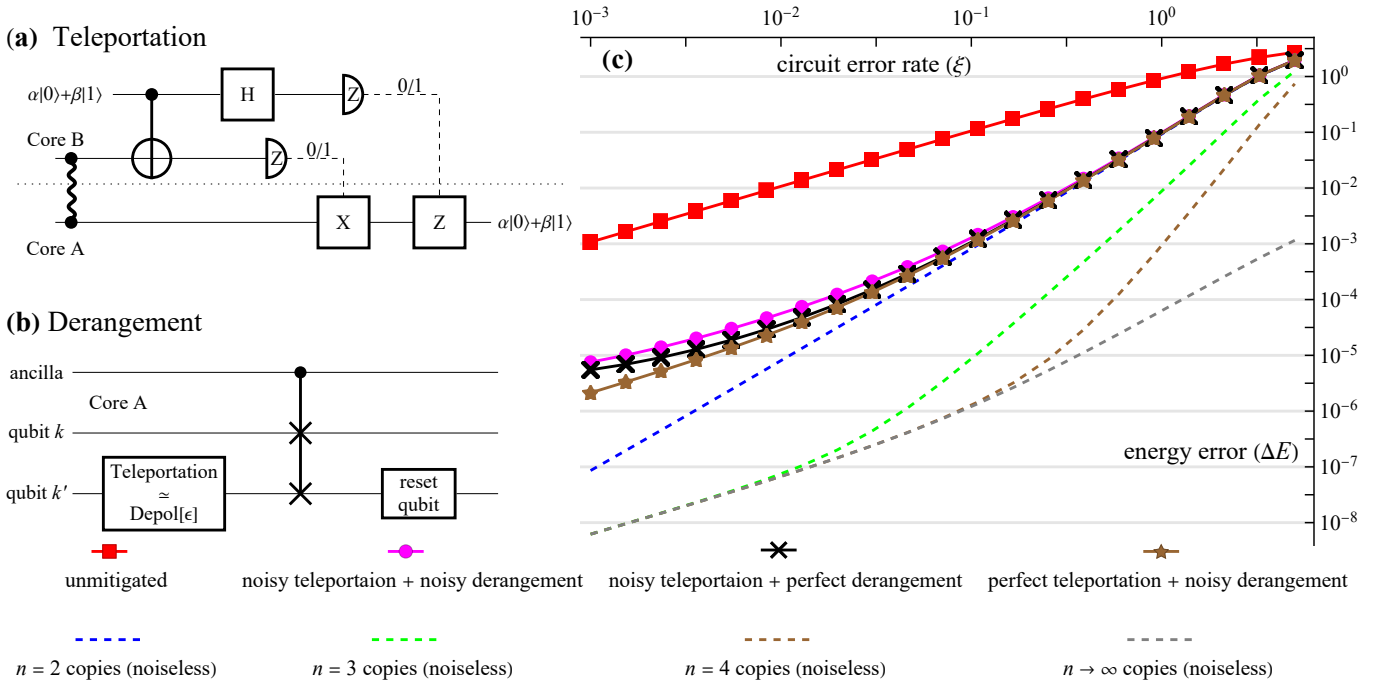 (a) Teleportation
α|0⟩+β|1⟩
H
Z
0/1
Core B
Z
0/1
X
Z
α|0⟩+β|1⟩
Core A
(b) Derangement
ancilla
Core A
qubit k
qubit k'
Teleportation
≃
Depol[ϵ]
reset
qubit
10⁻³ 10⁻² 10⁻¹ 10⁰
(c)
circuit error rate (ξ)
10⁰
10⁻¹
10⁻²
10⁻³
10⁻⁴
10⁻⁵
10⁻⁶
energy error (ΔE)
10⁻⁷
10⁻⁸
unmitigated
noisy teleportaion + noisy derangement
noisy teleportaion + perfect derangement
perfect teleportation + noisy derangement
n = 2 copies (noiseless)
n = 3 copies (noiseless)
n = 4 copies (noiseless)
n → ∞ copies (noiseless)